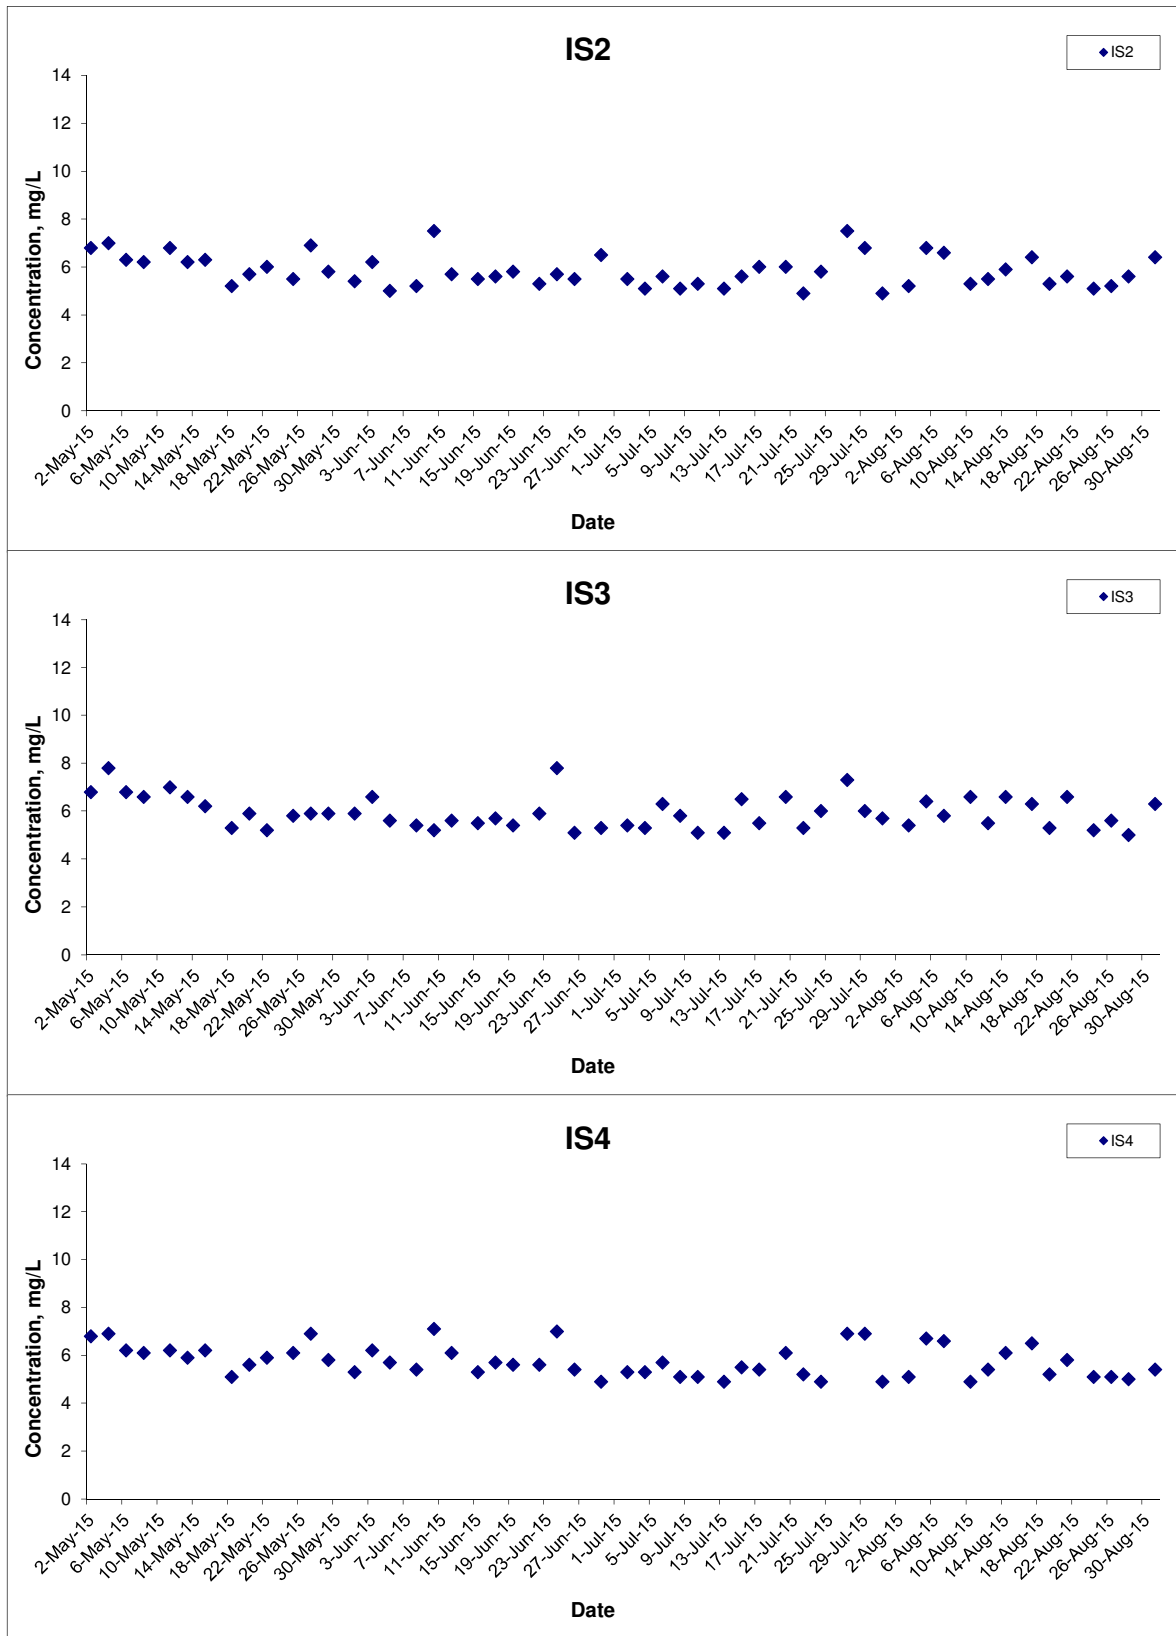 IS2
IS2
14
12
10
8
6
4
2
0
Concentration, mg/L
2-May-15
6-May-15
10-May-15
14-May-15
18-May-15
22-May-15
26-May-15
30-May-15
3-Jun-15
7-Jun-15
11-Jun-15
15-Jun-15
19-Jun-15
23-Jun-15
27-Jun-15
1-Jul-15
5-Jul-15
9-Jul-15
13-Jul-15
17-Jul-15
21-Jul-15
25-Jul-15
29-Jul-15
2-Aug-15
6-Aug-15
10-Aug-15
14-Aug-15
18-Aug-15
22-Aug-15
26-Aug-15
30-Aug-15
Date
IS3
IS3
14
12
10
8
6
4
2
0
Concentration, mg/L
2-May-15
6-May-15
10-May-15
14-May-15
18-May-15
22-May-15
26-May-15
30-May-15
3-Jun-15
7-Jun-15
11-Jun-15
15-Jun-15
19-Jun-15
23-Jun-15
27-Jun-15
1-Jul-15
5-Jul-15
9-Jul-15
13-Jul-15
17-Jul-15
21-Jul-15
25-Jul-15
29-Jul-15
2-Aug-15
6-Aug-15
10-Aug-15
14-Aug-15
18-Aug-15
22-Aug-15
26-Aug-15
30-Aug-15
Date
IS4
IS4
14
12
10
8
6
4
2
0
Concentration, mg/L
2-May-15
6-May-15
10-May-15
14-May-15
18-May-15
22-May-15
26-May-15
30-May-15
3-Jun-15
7-Jun-15
11-Jun-15
15-Jun-15
19-Jun-15
23-Jun-15
27-Jun-15
1-Jul-15
5-Jul-15
9-Jul-15
13-Jul-15
17-Jul-15
21-Jul-15
25-Jul-15
29-Jul-15
2-Aug-15
6-Aug-15
10-Aug-15
14-Aug-15
18-Aug-15
22-Aug-15
26-Aug-15
30-Aug-15
Date